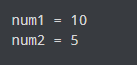 num1 = 10
num2 = 5